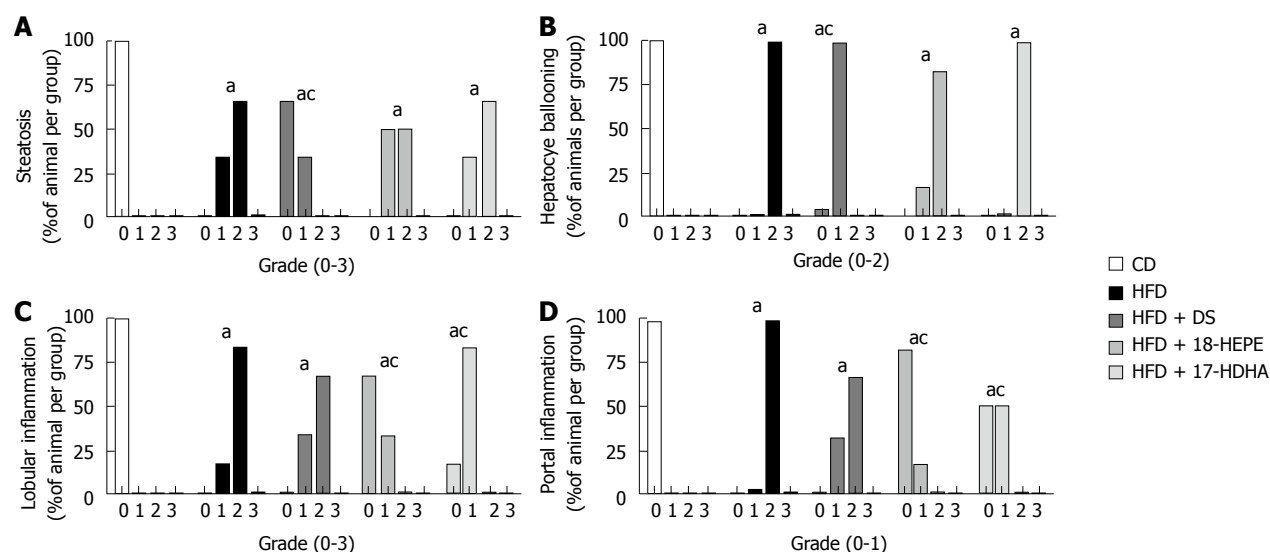 A
Steatosis
(%of animal per group)
100
75
50
25
0
a
ac
a
a
0 1 2 3 0 1 2 3 0 1 2 3 0 1 2 3 0 1 2 3
Grade (0-3)
B
Hepatocye ballooning
(%of animals per group)
100
75
50
25
0
a
ac
a
a
0 1 2 3 0 1 2 3 0 1 2 3 0 1 2 3 0 1 2 3
Grade (0-2)
C
Lobular inflammation
(%of animal per group)
100
75
50
25
0
a
a
ac
ac
0 1 2 3 0 1 2 3 0 1 2 3 0 1 2 3 0 1 2 3
Grade (0-3)
D
Portal inflammation
(%of animal per group)
100
75
50
25
0
a
a
ac
ac
0 1 2 3 0 1 2 3 0 1 2 3 0 1 2 3 0 1 2 3
Grade (0-1)
CD
HFD
HFD + DS
HFD + 18-HEPE
HFD + 17-HDHA